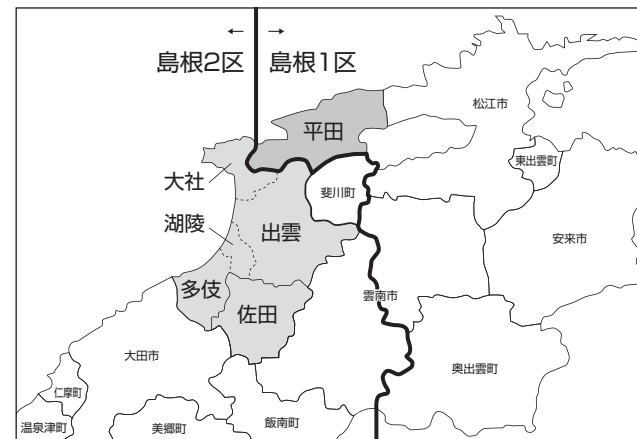 ← →
島根2区 島根1区
松江市
平田
東出雲町
大社
斐川町
湖陵
出雲
安来市
多伎
雲南市
佐田
大田市
奥出雲町
仁摩町
温泉津町
美郷町
飯南町